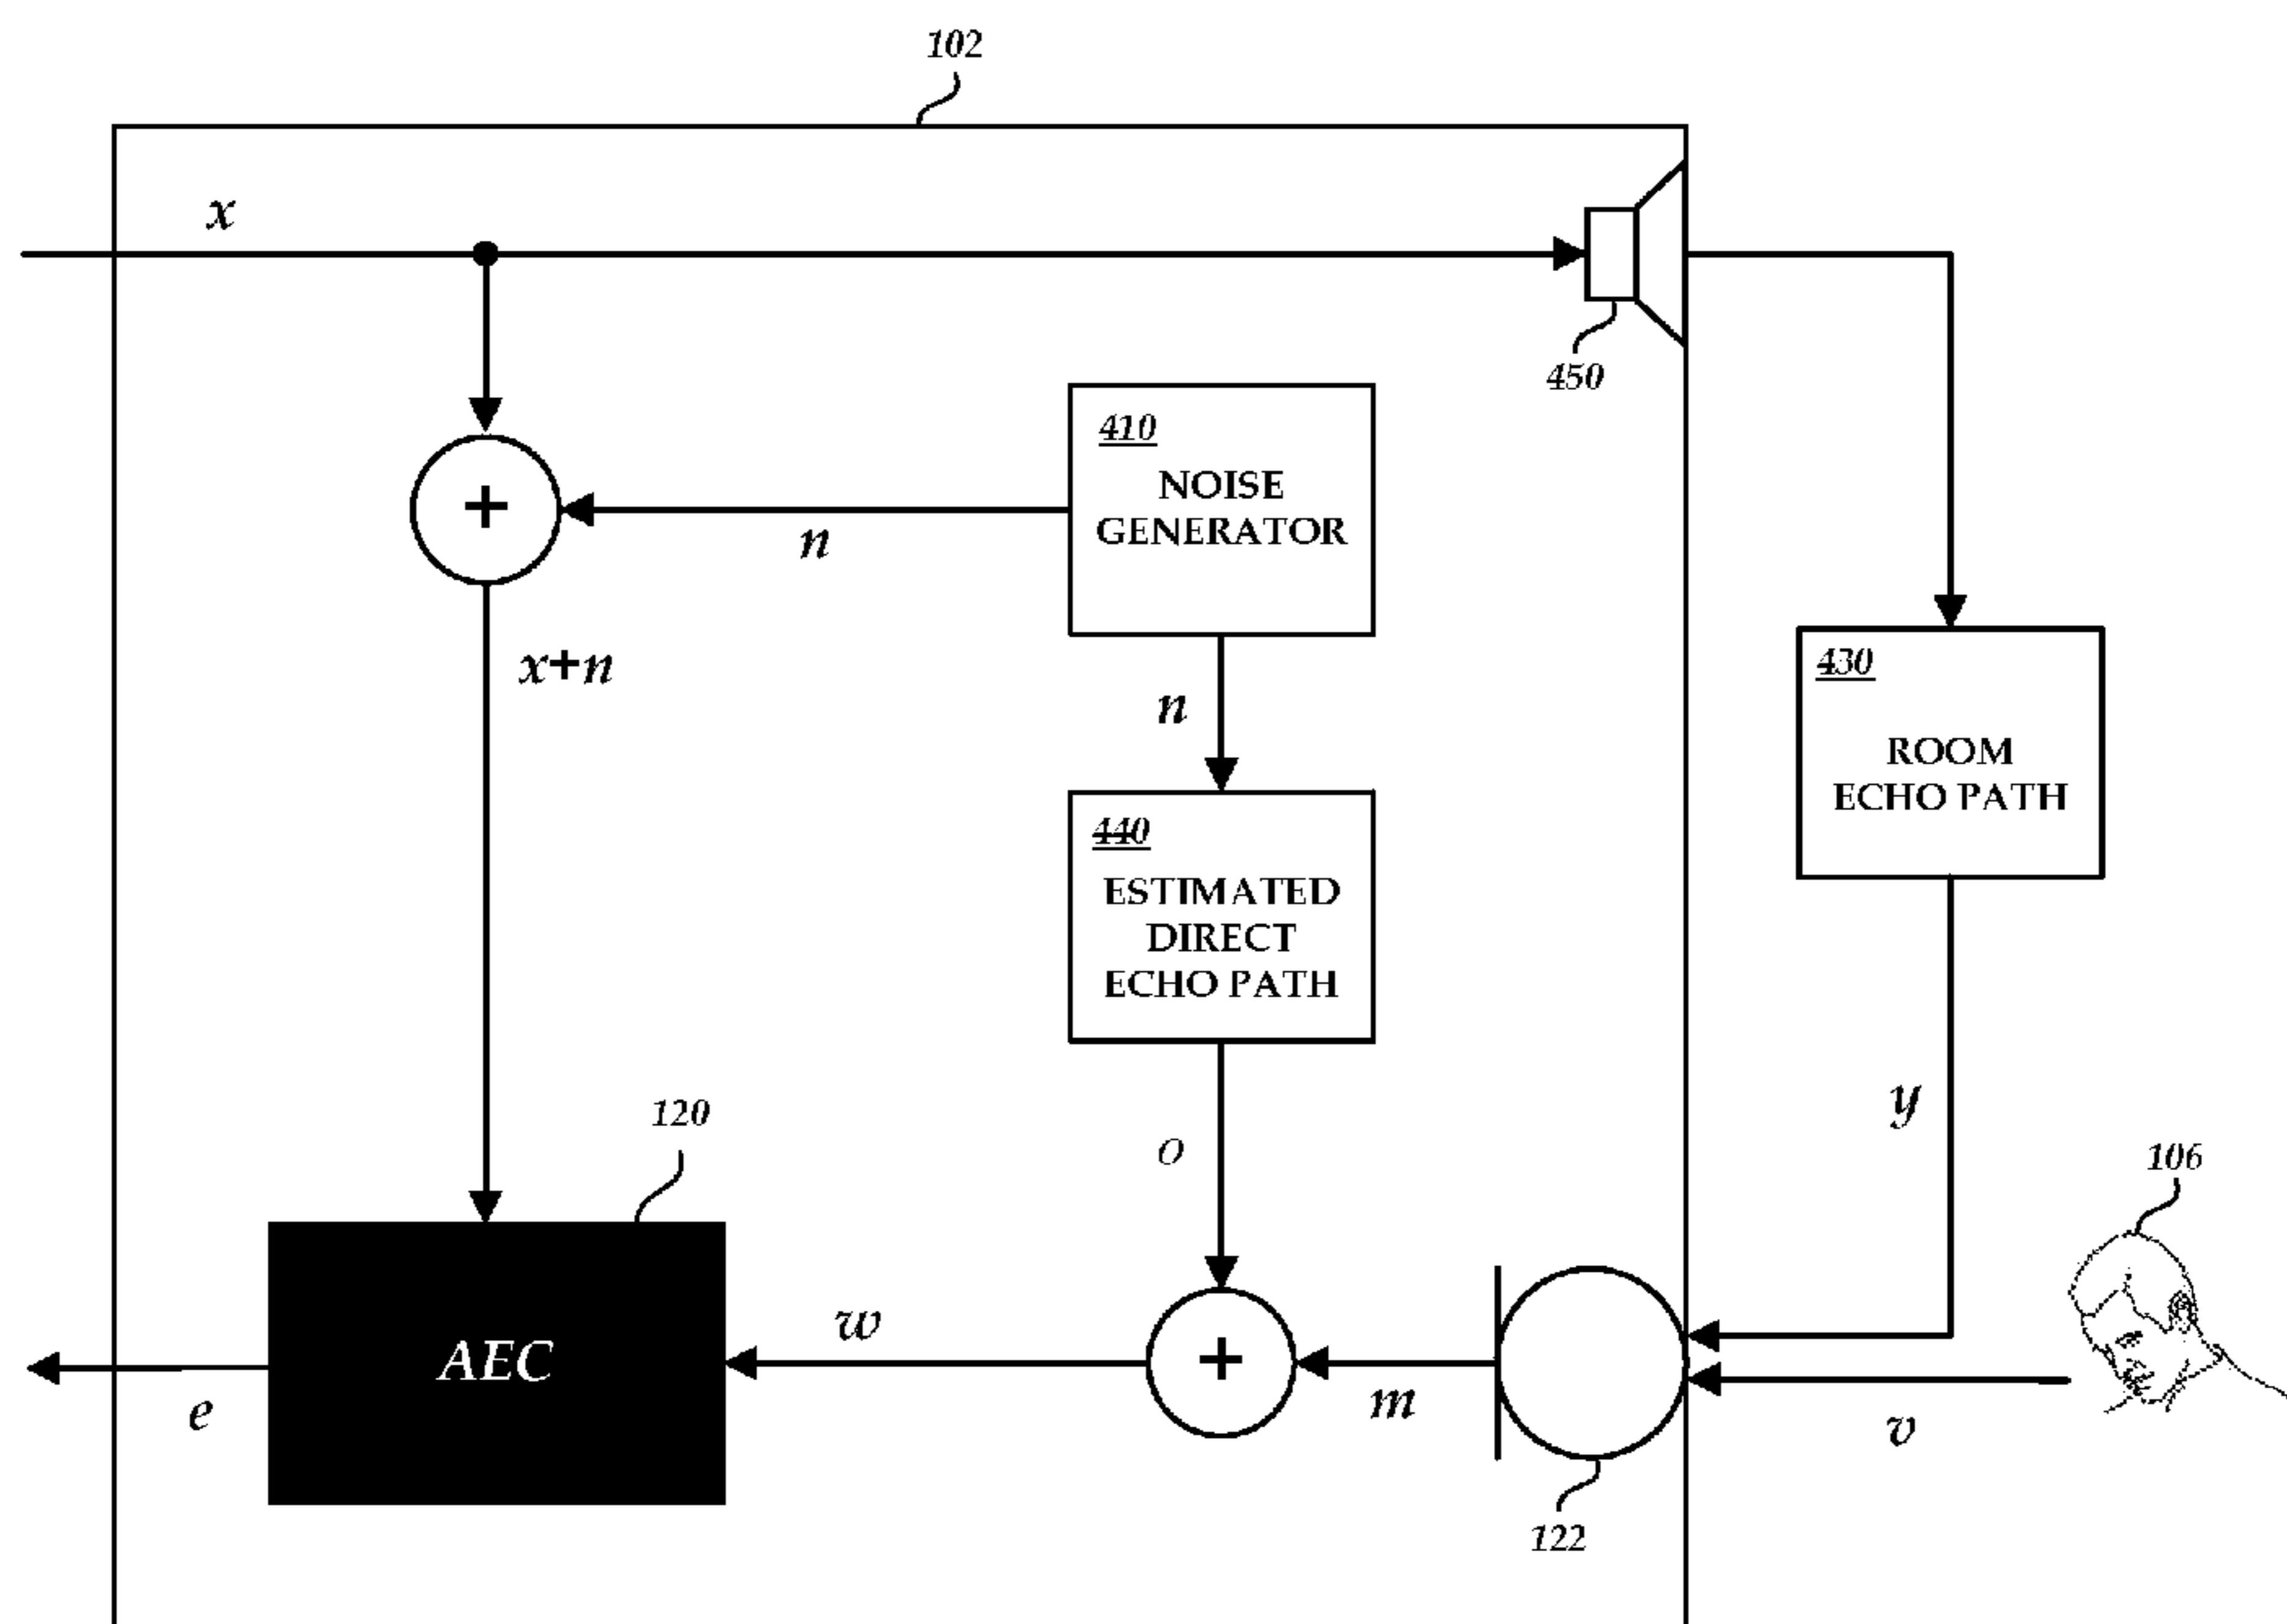 102
x
450
410
NOISE
GENERATOR
n
x+n
n
430
ROOM
ECHO PATH
440
ESTIMATED
DIRECT
ECHO PATH
120
o
y
106
+
+
AEC
w
m
e
v
122